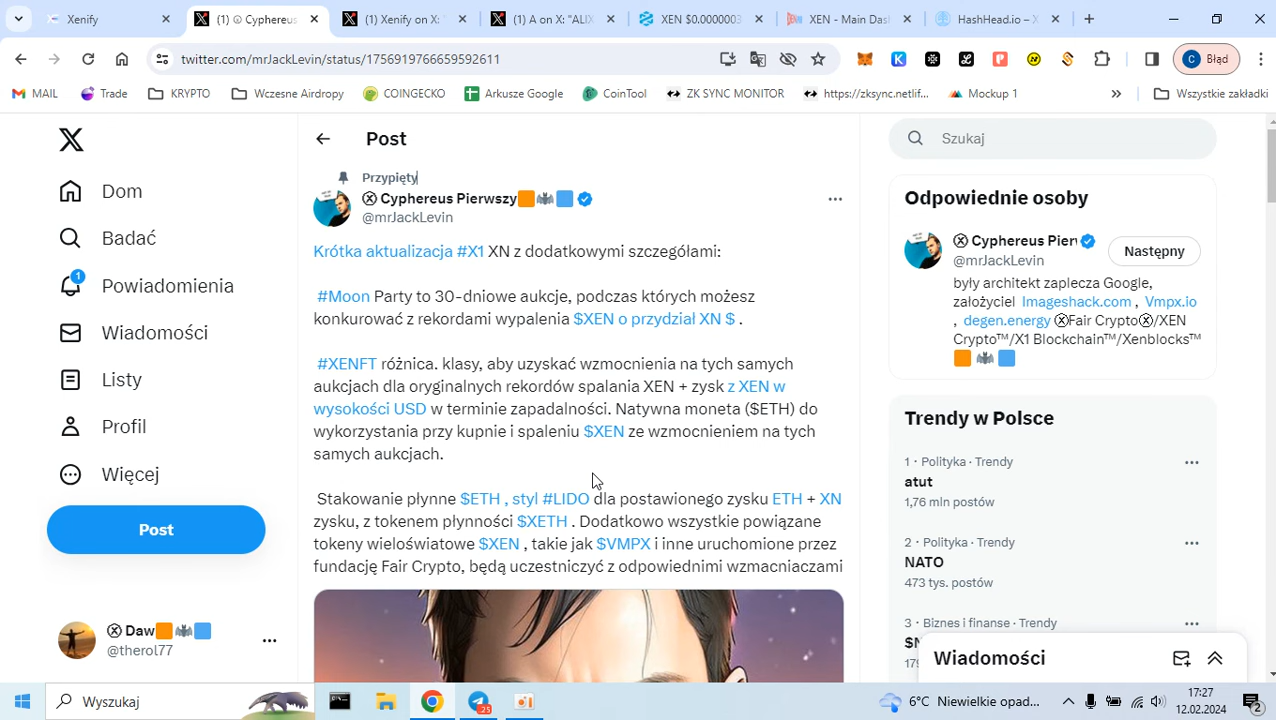 Xenify
(1) Ⓧ Cyphereus
(1) Xenify on X: "
(1) A on X: "ALIX
XEN $0.0000003
XEN - Main Das
HashHead.io – X
twitter.com/mrJackLevin/status/1756919766659592611
Błąd
MAIL
Trade
KRYPTO
Wczesne Airdropy
COINGECKO
Arkusze Google
CoinTool
ZK SYNC MONITOR
https://zksync.netlif...
Mockup 1
»
Wszystkie zakładki
Dom
Badać
1
Powiadomienia
Wiadomości
Listy
Profil
Więcej
Post
Ⓧ Daw
@therol77
Post
Przypięty
Ⓧ Cyphereus Pierwszy
@mrJackLevin
Krótka aktualizacja #X1 XN z dodatkowymi szczegółami:
#Moon Party to 30-dniowe aukcje, podczas których możesz
konkurować z rekordami wypalenia $XEN o przydział XN $ .
#XENFT różnica. klasy, aby uzyskać wzmocnienia na tych samych
aukcjach dla oryginalnych rekordów spalania XEN + zysk z XEN w
wysokości USD w terminie zapadalności. Natywna moneta ($ETH) do
wykorzystania przy kupnie i spaleniu $XEN ze wzmocnieniem na tych
samych aukcjach.
Stakowanie płynne $ETH , styl #LIDO dla postawionego zysku ETH + XN
zysku, z tokenem płynności $XETH . Dodatkowo wszystkie powiązane
tokeny wieloświatowe $XEN , takie jak $VMPX i inne uruchomione przez
fundację Fair Crypto, będą uczestniczyć z odpowiednimi wzmacniaczami
Szukaj
Odpowiednie osoby
Ⓧ Cyphereus Pier
@mrJackLevin
Następny
były architekt zaplecza Google,
założyciel Imageshack.com , Vmpx.io
, degen.energy ⓍFair CryptoⓍ/XEN
Crypto™/X1 Blockchain™/Xenblocks™
Trendy w Polsce
1 · Polityka · Trendy
atut
1,76 mln postów
2 · Polityka · Trendy
NATO
473 tys. postów
3 · Biznes i finanse · Trendy
Wiadomości
Wyszukaj
25
6°C Niewielkie opad...
17:27
12.02.2024
2